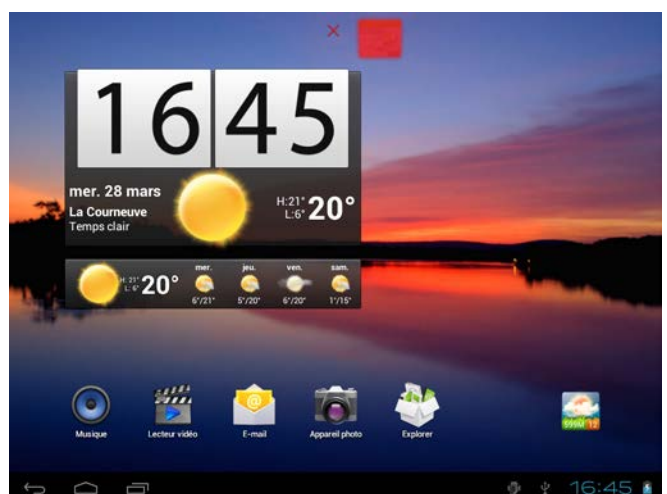 16 45
mer. 28 mars
La Courneuve
Temps clair
H:21°
L:6°
20°
H: 21°
L: 6°
20°
mer. jeu. ven. sam.
6°/21° 5°/20° 6°/20° 1°/15°
Musique Lecteur vidéo E-mail Appareil photo Explorer
16:45